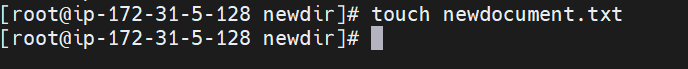 [root@ip-172-31-5-128 newdir]# touch newdocument.txt
[root@ip-172-31-5-128 newdir]#